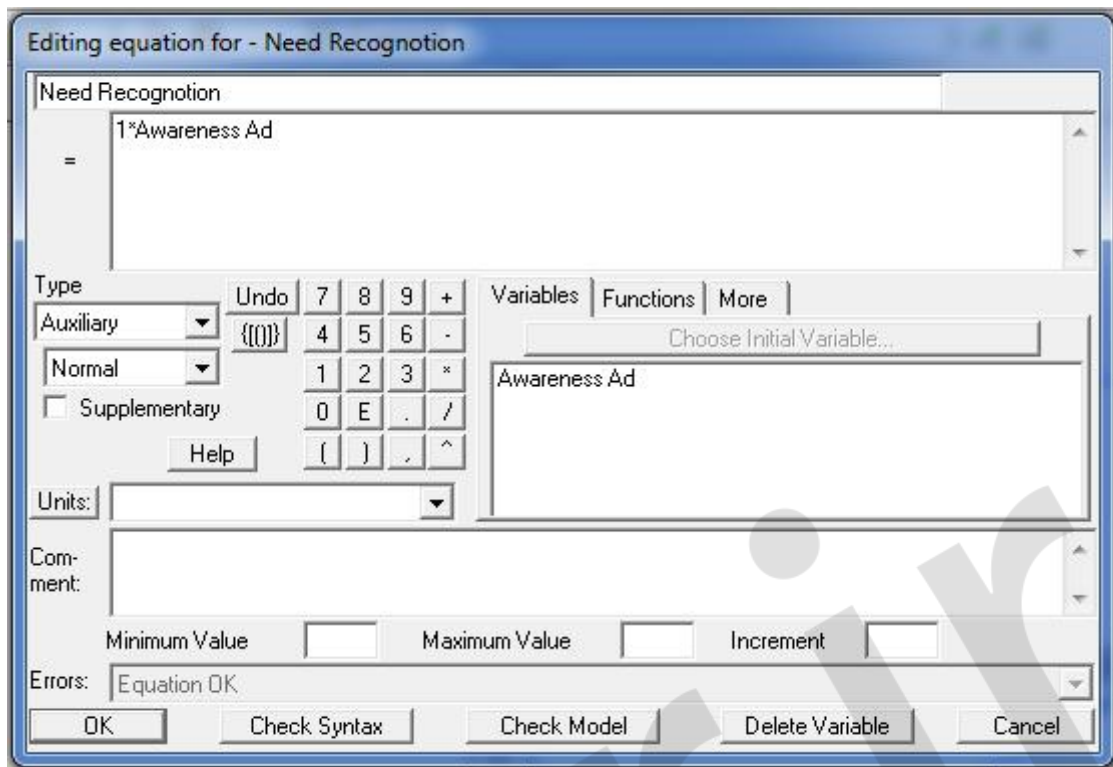 Editing equation for - Need Recognotion
Need Recognotion
= 1*Awareness Ad
Type
Auxiliary
Normal
Supplementary
Help
Undo 7 8 9 +
{[()]} 4 5 6 -
1 2 3 *
0 E . /
( ) , ^
Variables Functions More
Choose Initial Variable...
Awareness Ad
Units:
Com-
ment:
Minimum Value Maximum Value Increment
Errors: Equation OK
OK Check Syntax Check Model Delete Variable Cancel